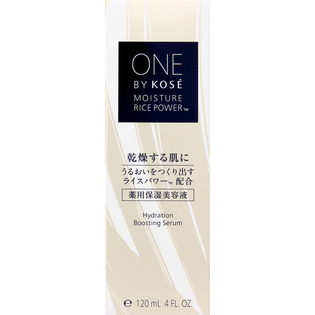 ONE
BY KOSÉ
MOISTURE
RICE POWER™
乾燥する肌に
うるおいをつくり出す
ライスパワー™ 配合
薬用保湿美容液
Hydration
Boosting Serum
℮ 120 mL 4 FL. OZ.